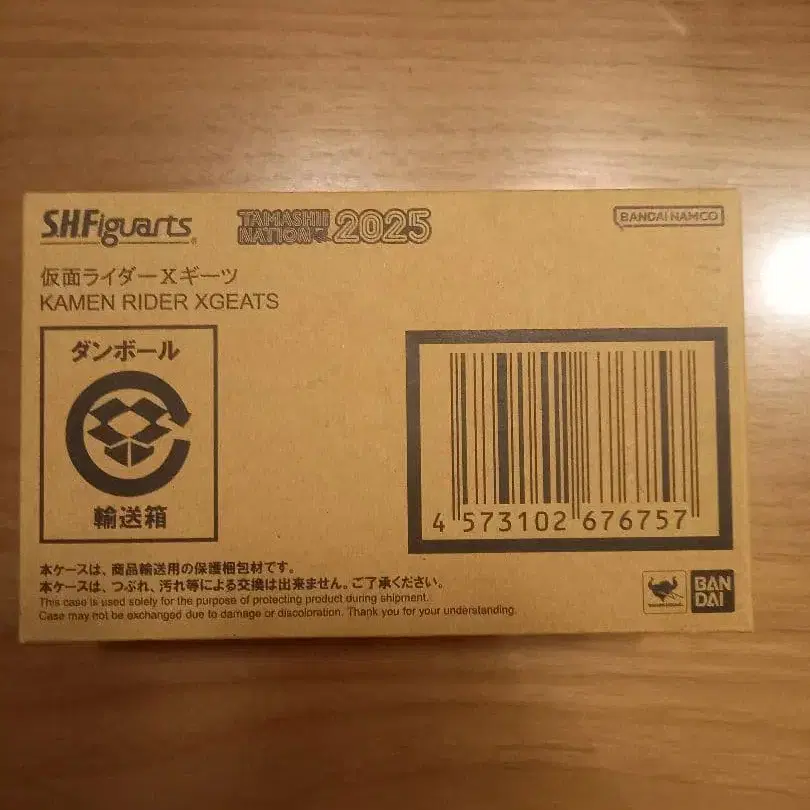 S.H.Figuarts
TAMASHII NATION 2025
BANDAI NAMCO
仮面ライダーXギーツ
KAMEN RIDER XGEATS
ダンボール
輸送箱
4 573102 676757
本ケースは、商品輸送用の保護梱包材です。
本ケースは、つぶれ、汚れ等による交換は出来ません。ご了承ください。
This case is used solely for the purpose of protecting product during shipment.
Case may not be exchanged due to damage or discoloration. Thank you for your understanding.
BAN
DAI